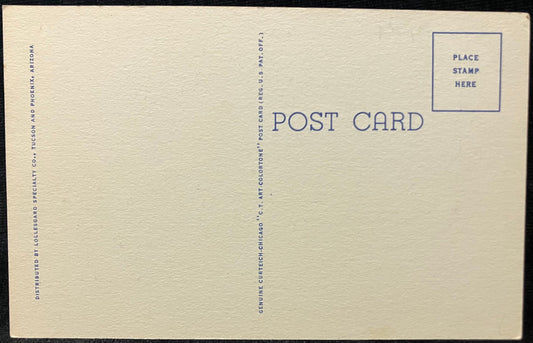 DISTRIBUTED BY LOLLESGARD SPECIALTY CO., TUCSON AND PHOENIX, ARIZONA
GENUINE CURTEICH-CHICAGO "C.T. ART-COLORTONE" POST CARD (REG. U.S. PAT. OFF.)
POST CARD
PLACE
STAMP
HERE